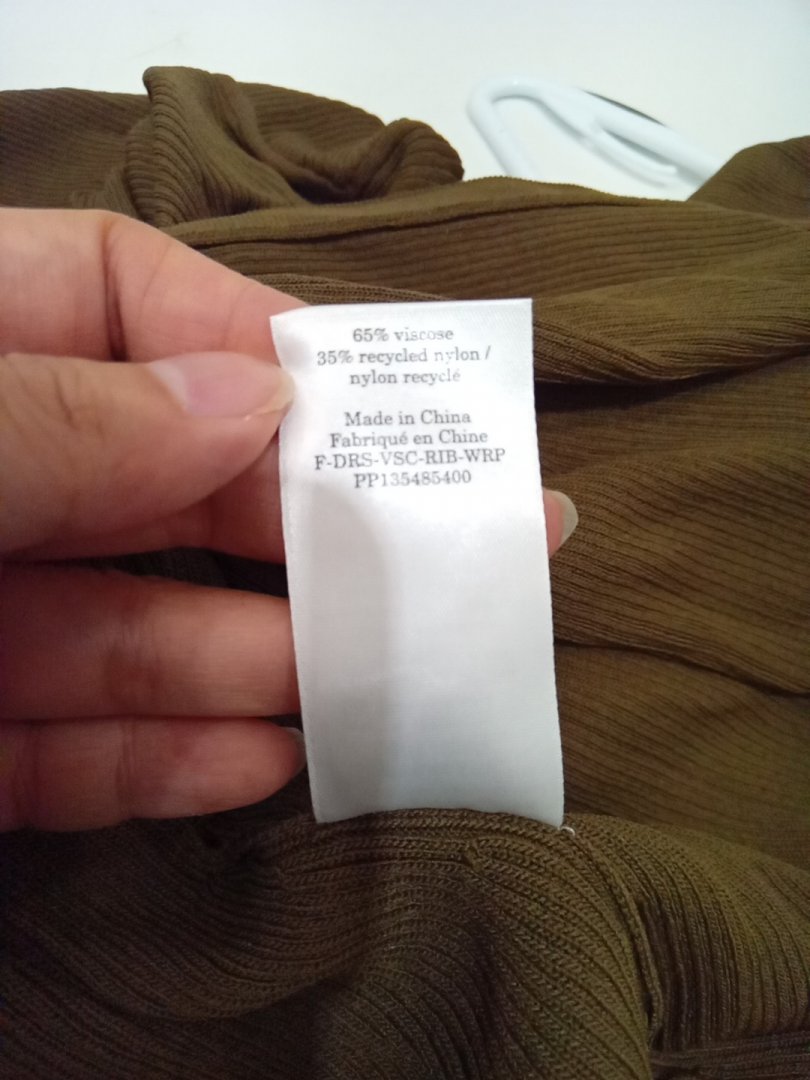 65% viscose
35% recycled nylon /
nylon recyclé
Made in China
Fabriqué en Chine
F-DRS-VSC-RIB-WRP
PP135485400